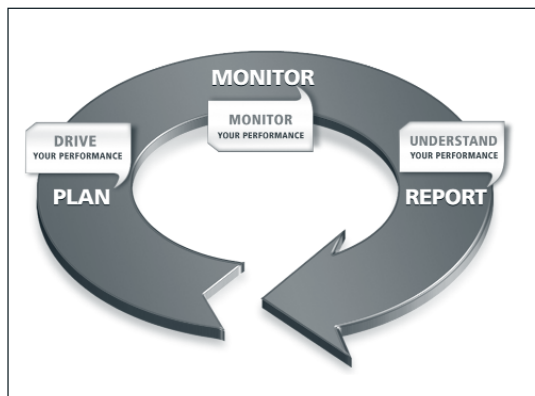 MONITOR
MONITOR
YOUR PERFORMANCE
DRIVE
YOUR PERFORMANCE
PLAN
UNDERSTAND
YOUR PERFORMANCE
REPORT